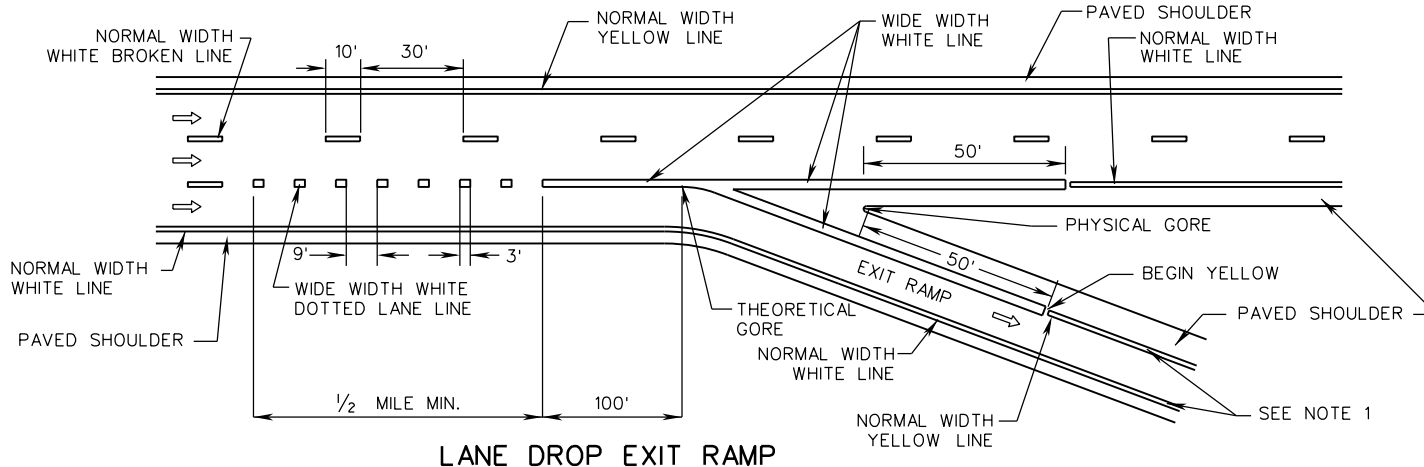 NORMAL WIDTH
WHITE BROKEN LINE
10'
30'
NORMAL WIDTH
YELLOW LINE
WIDE WIDTH
WHITE LINE
PAVED SHOULDER
NORMAL WIDTH
WHITE LINE
50'
PHYSICAL GORE
50'
BEGIN YELLOW
EXIT RAMP
NORMAL WIDTH
WHITE LINE
9'
3'
WIDE WIDTH WHITE
DOTTED LANE LINE
THEORETICAL
GORE
PAVED SHOULDER
PAVED SHOULDER
NORMAL WIDTH
WHITE LINE
1/2 MILE MIN.
100'
NORMAL WIDTH
YELLOW LINE
SEE NOTE 1
LANE DROP EXIT RAMP